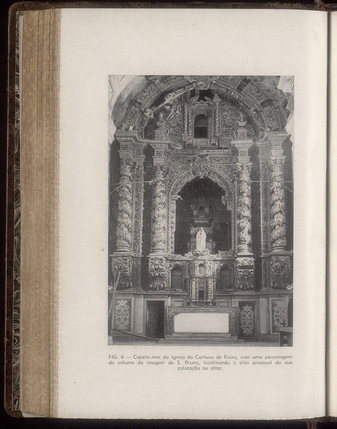 FIG. 6 — Capela-mor da Igreja da Cartuxa de Évora, com uma personagem
do volume da imagem de S. Bruno, localizando o sítio provável da sua
colocação no altar.